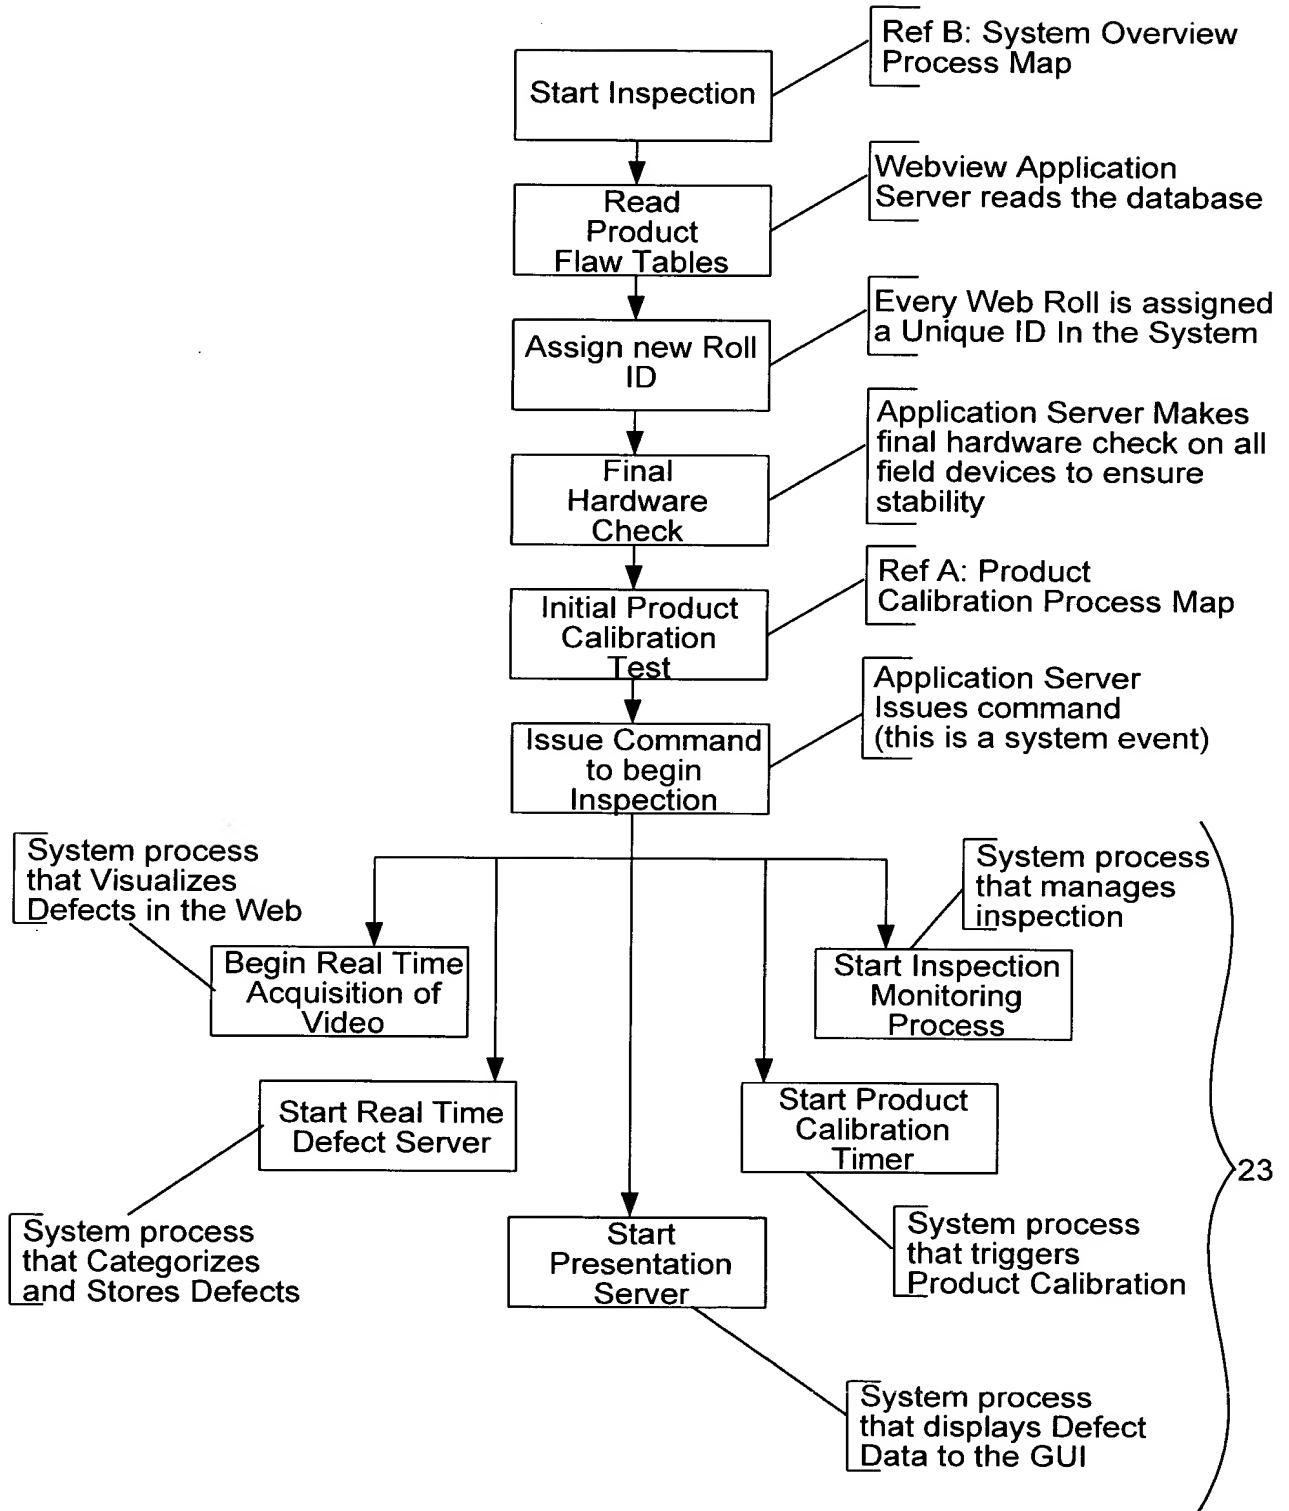 Ref B: System Overview
Process Map
Start Inspection
Webview Application
Server reads the database
Read
Product
Flaw Tables
Every Web Roll is assigned
a Unique ID In the System
Assign new Roll
ID
Application Server Makes
final hardware check on all
field devices to ensure
stability
Final
Hardware
Check
Ref A: Product
Calibration Process Map
Initial Product
Calibration
Test
Application Server
Issues command
(this is a system event)
Issue Command
to begin
Inspection
System process
that Visualizes
Defects in the Web
System process
that manages
inspection
Begin Real Time
Acquisition of
Video
Start Inspection
Monitoring
Process
Start Real Time
Defect Server
Start Product
Calibration
Timer
23
System process
that Categorizes
and Stores Defects
Start
Presentation
Server
System process
that triggers
Product Calibration
System process
that displays Defect
Data to the GUI